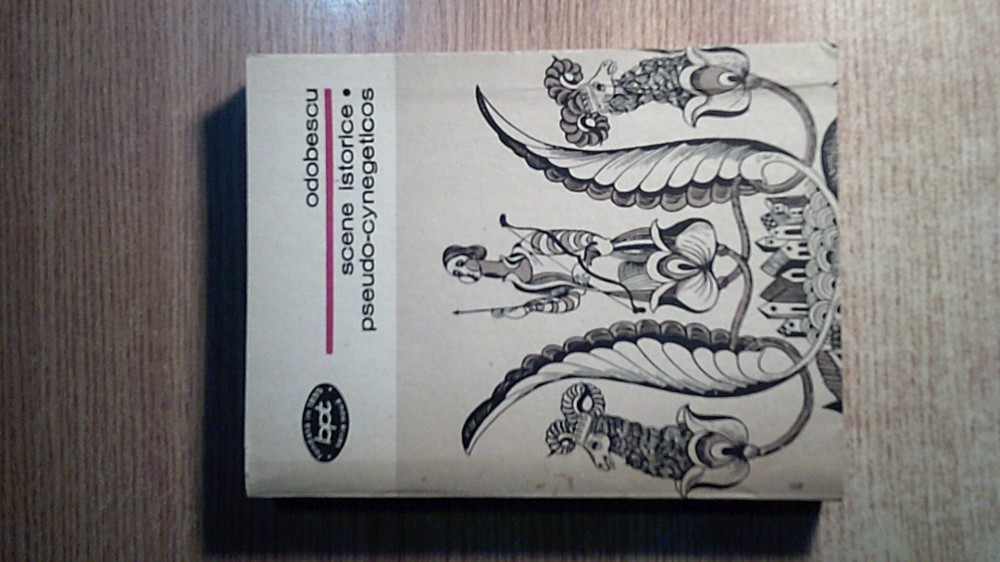 odobescu
scene istorice •
pseudo-cynegeticos
bpt